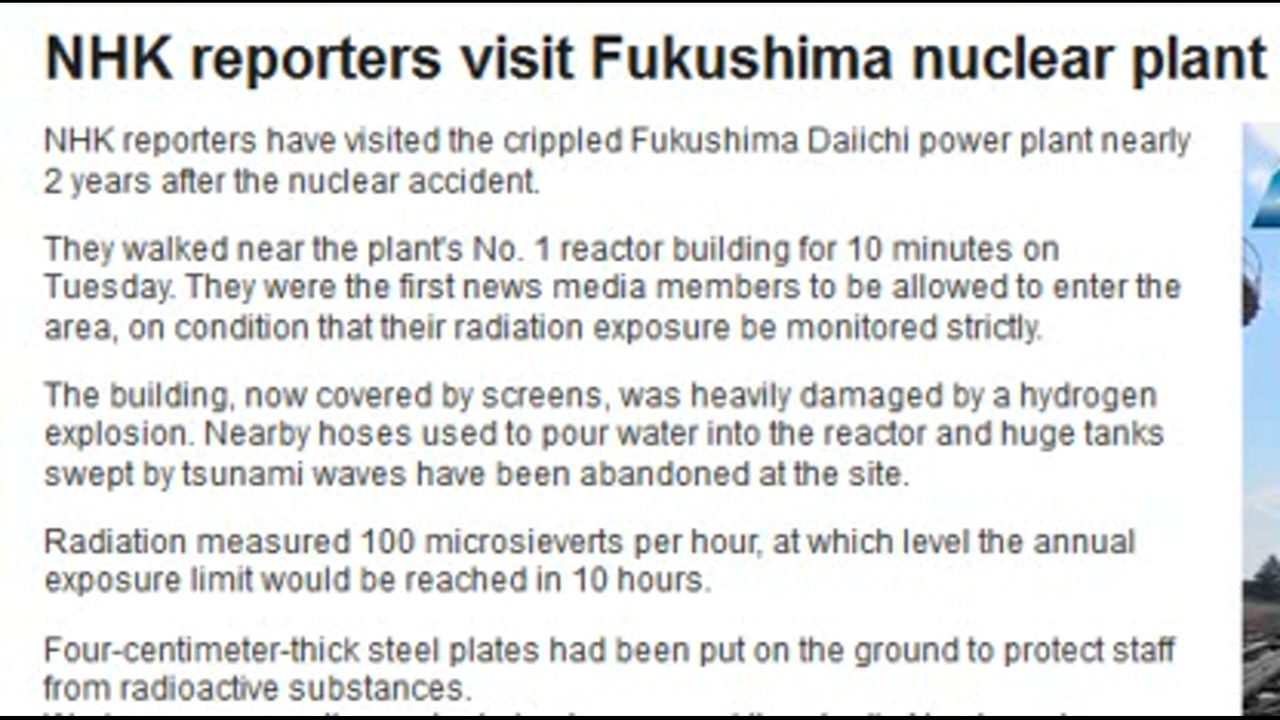 NHK reporters visit Fukushima nuclear plant
NHK reporters have visited the crippled Fukushima Daiichi power plant nearly
2 years after the nuclear accident.
They walked near the plant's No. 1 reactor building for 10 minutes on
Tuesday. They were the first news media members to be allowed to enter the
area, on condition that their radiation exposure be monitored strictly.
The building, now covered by screens, was heavily damaged by a hydrogen
explosion. Nearby hoses used to pour water into the reactor and huge tanks
swept by tsunami waves have been abandoned at the site.
Radiation measured 100 microsieverts per hour, at which level the annual
exposure limit would be reached in 10 hours.
Four-centimeter-thick steel plates had been put on the ground to protect staff
from radioactive substances.